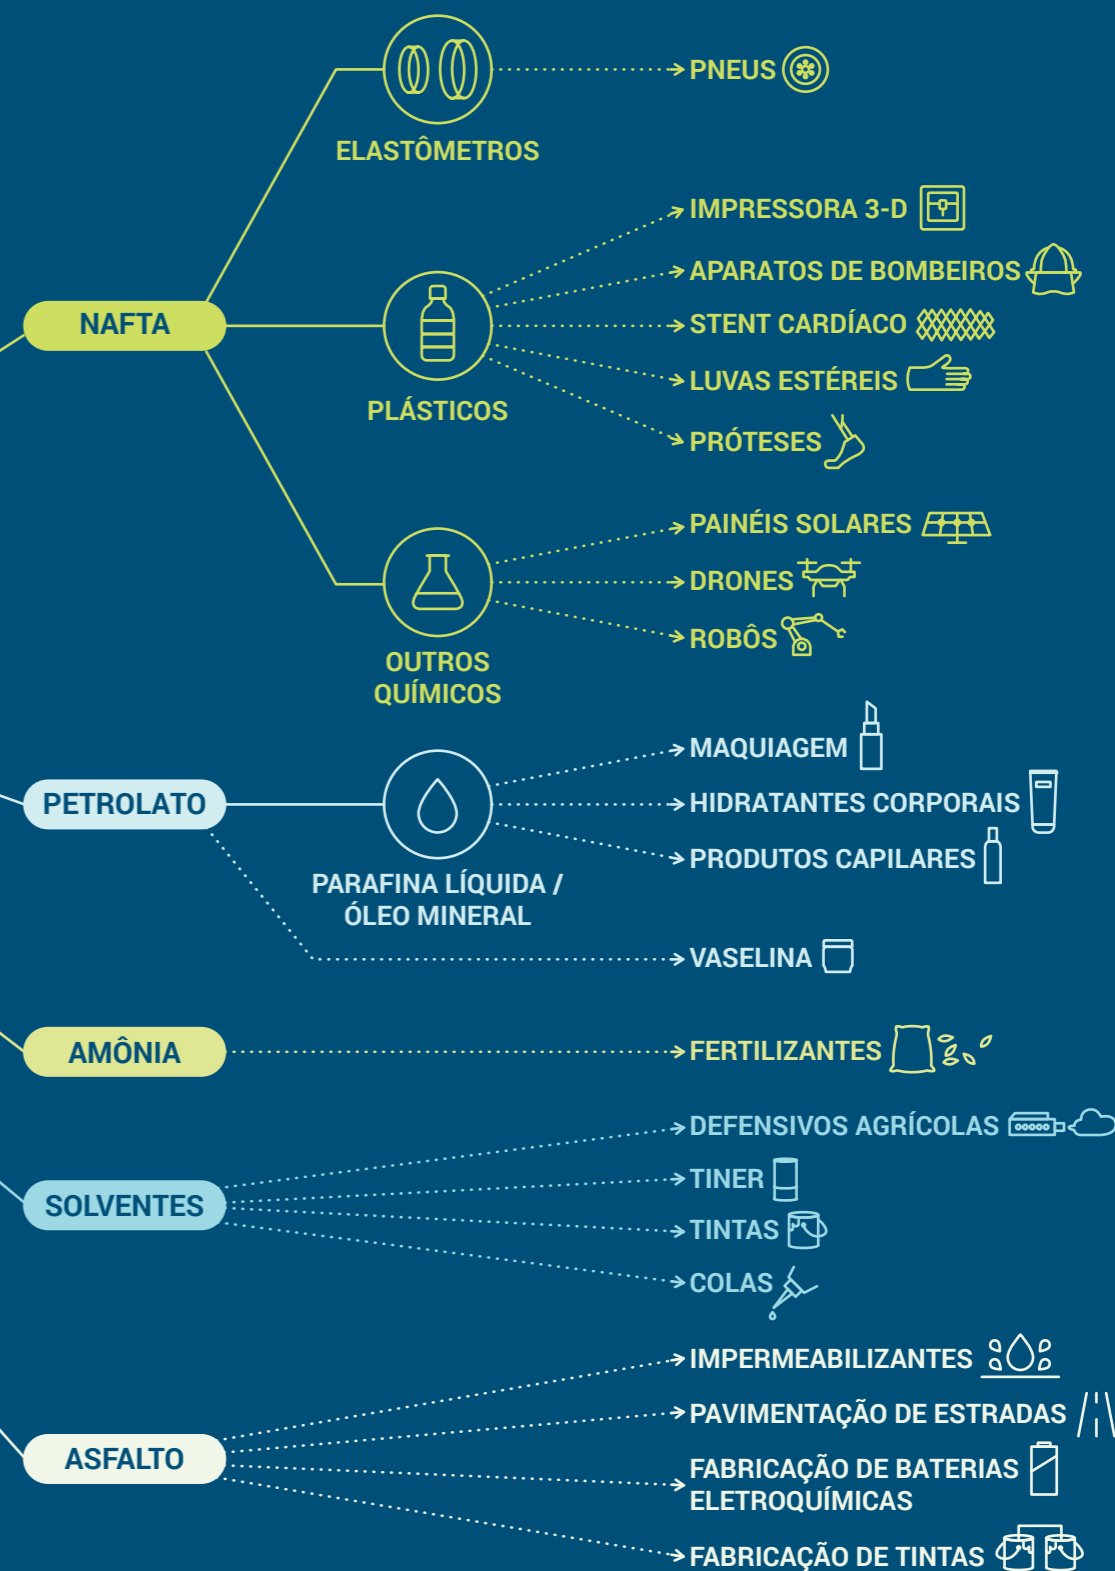 PNEUS
ELASTÔMETROS
IMPRESSORA 3-D
APARATOS DE BOMBEIROS
NAFTA
STENT CARDÍACO
LUVAS ESTÉREIS
PLÁSTICOS
PRÓTESES
PAINÉIS SOLARES
DRONES
ROBÔS
OUTROS
QUÍMICOS
MAQUIAGEM
PETROLATO
HIDRATANTES CORPORAIS
PRODUTOS CAPILARES
PARAFINA LÍQUIDA /
ÓLEO MINERAL
VASELINA
AMÔNIA
FERTILIZANTES
DEFENSIVOS AGRÍCOLAS
TINER
SOLVENTES
TINTAS
COLAS
IMPERMEABILIZANTES
PAVIMENTAÇÃO DE ESTRADAS
ASFALTO
FABRICAÇÃO DE BATERIAS
ELETROQUÍMICAS
FABRICAÇÃO DE TINTAS